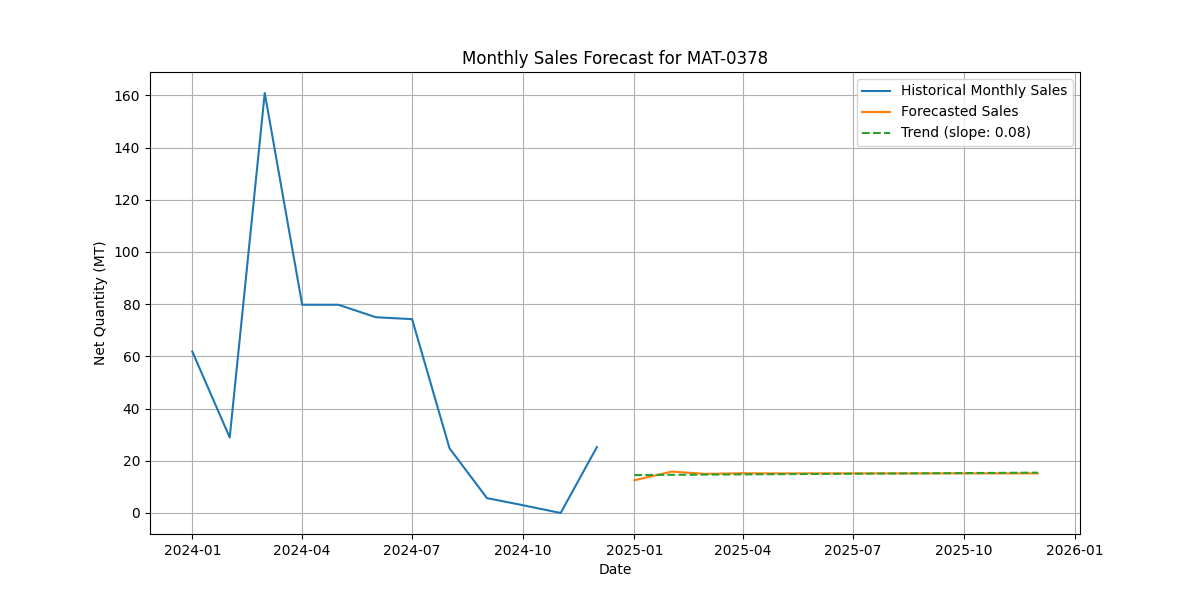 Monthly Sales Forecast for MAT-0378
Historical Monthly Sales
Forecasted Sales
Trend (slope: 0.08)
Net Quantity (MT)
160
140
120
100
80
60
40
20
0
2024-01 2024-04 2024-07 2024-10 2025-01 2025-04 2025-07 2025-10 2026-01
Date